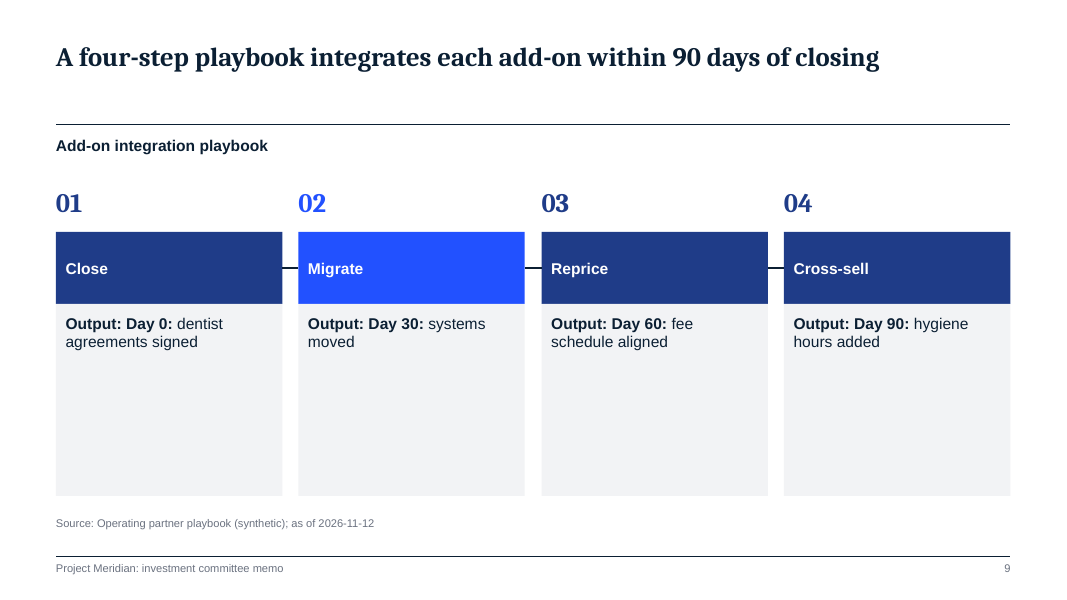 A four-step playbook integrates each add-on within 90 days of closing
Add-on integration playbook
01
Close
Output: Day 0: dentist
agreements signed
02
Migrate
Output: Day 30: systems
moved
03
Reprice
Output: Day 60: fee
schedule aligned
04
Cross-sell
Output: Day 90: hygiene
hours added
Source: Operating partner playbook (synthetic); as of 2026-11-12
Project Meridian: investment committee memo
9